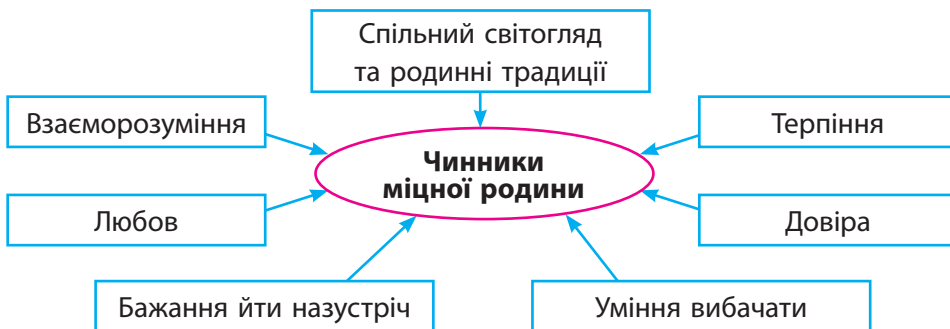 Спільний світогляд
та родинні традиції
Взаєморозуміння
Терпіння
Чинники
міцної родини
Любов
Довіра
Бажання йти назустріч
Уміння вибачати